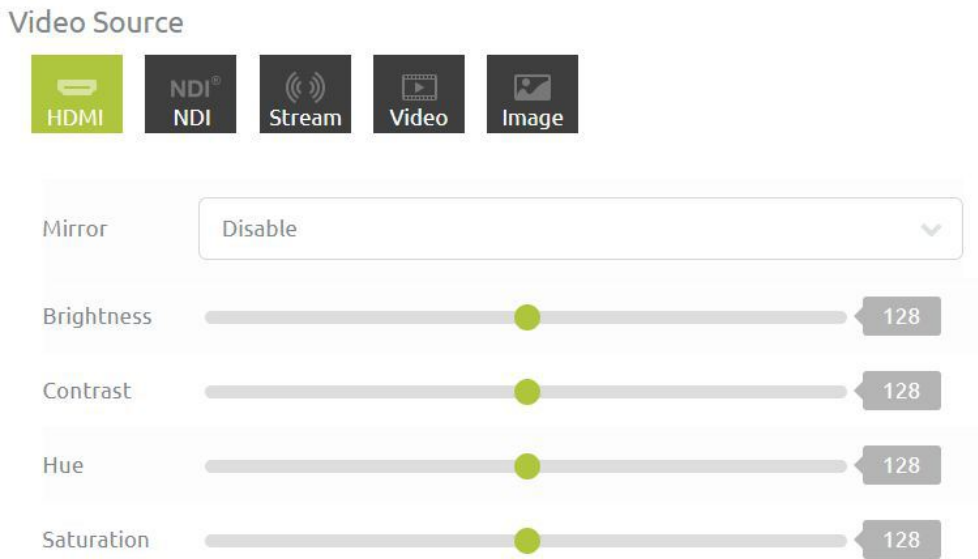 Video Source
NDI®
HDMI NDI Stream Video Image
Mirror Disable
Brightness 128
Contrast 128
Hue 128
Saturation 128